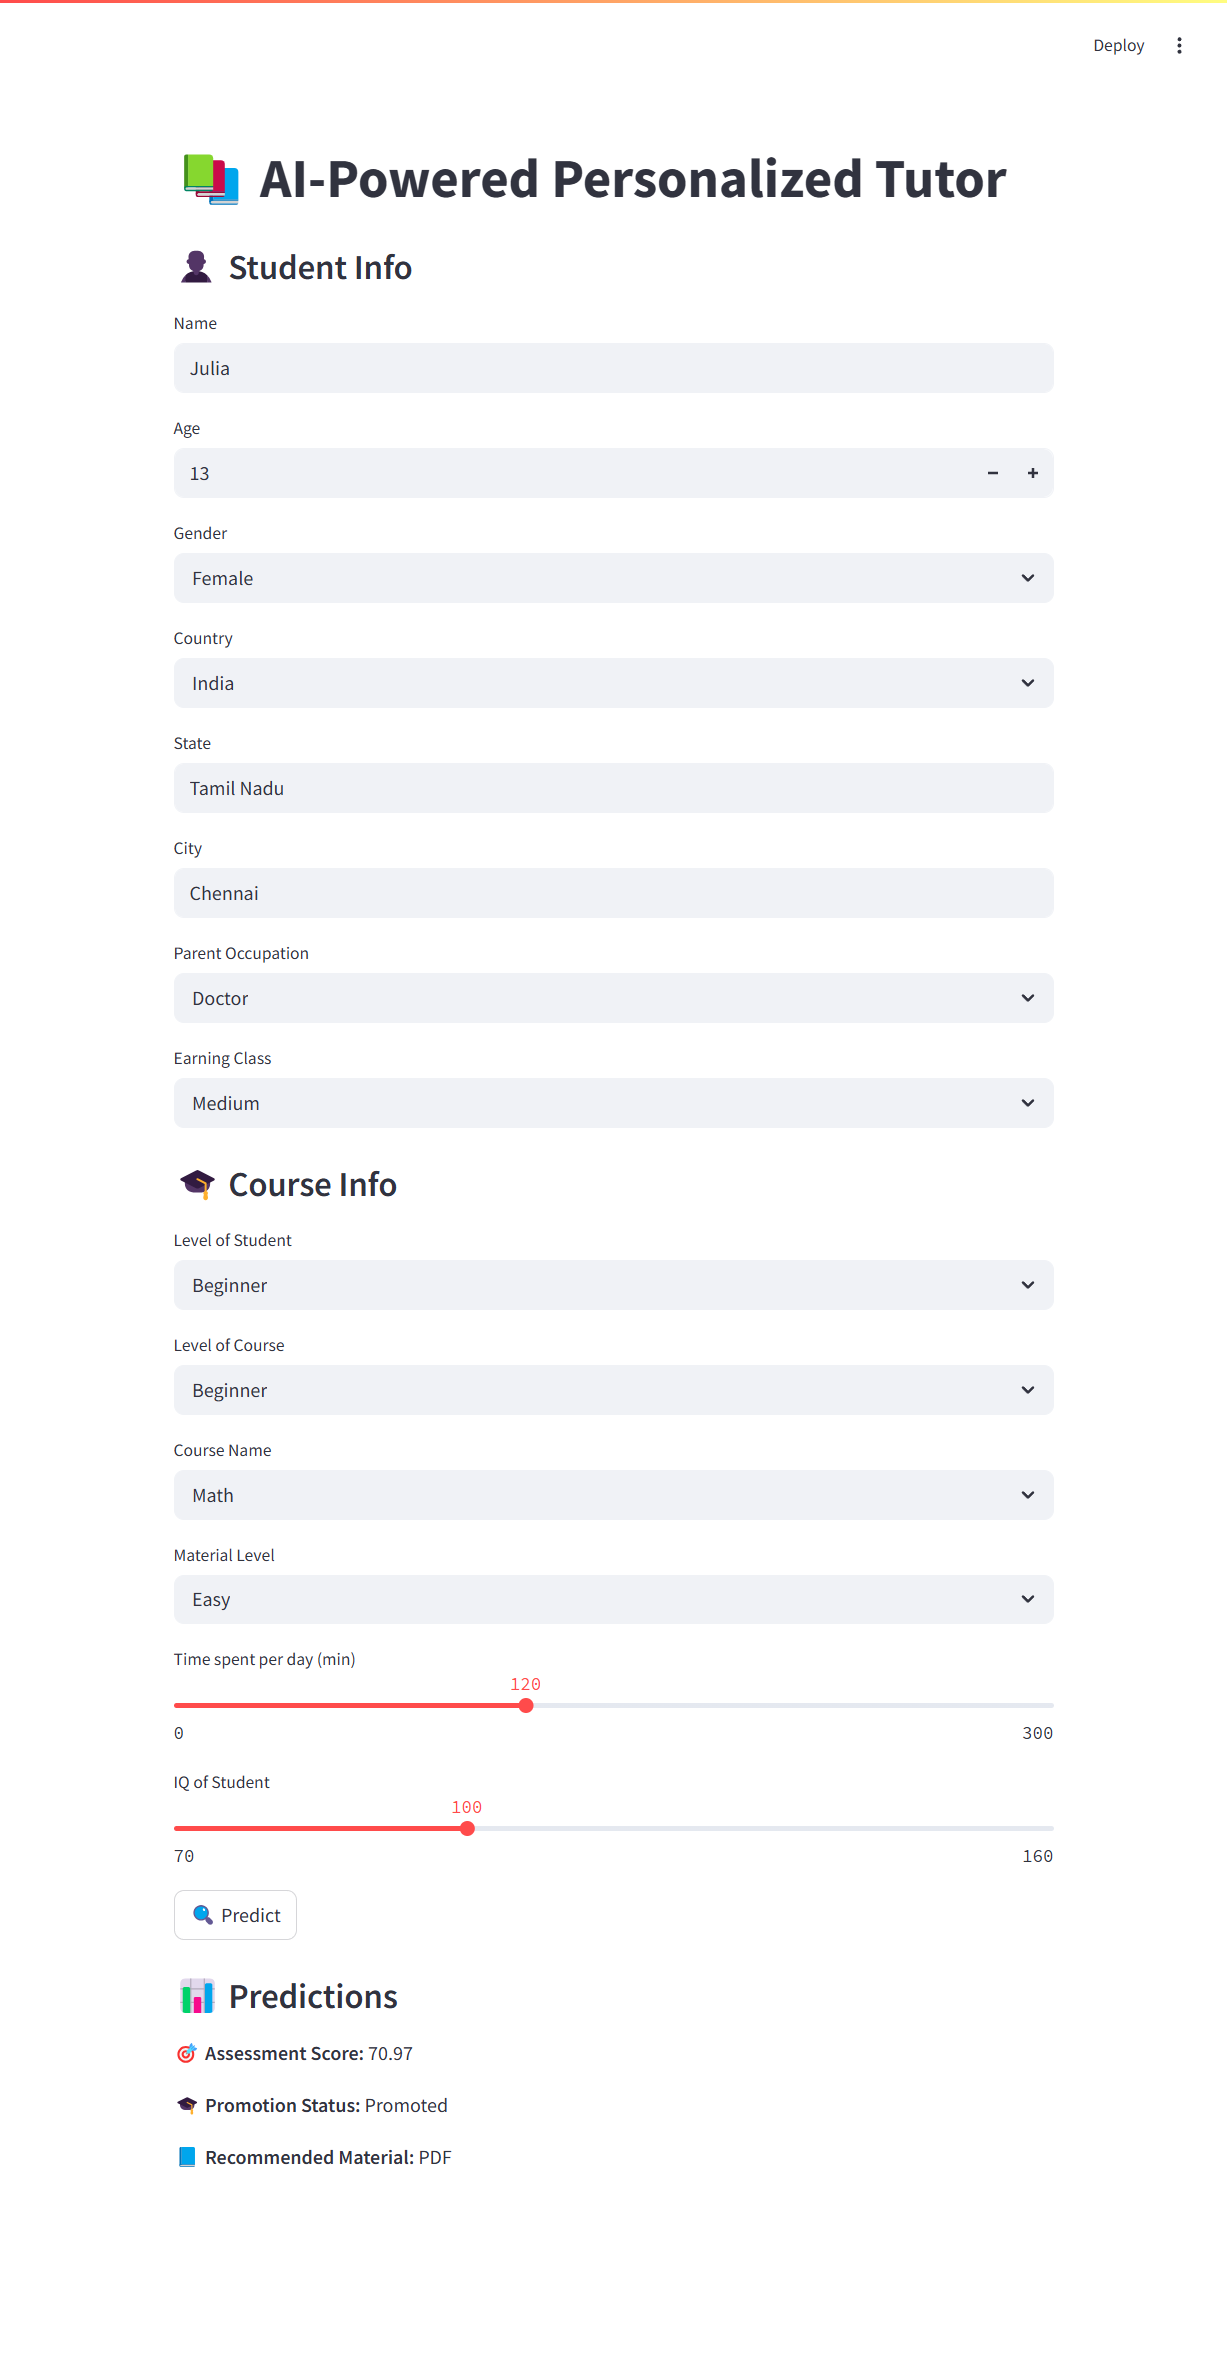 Deploy
AI-Powered Personalized Tutor
Student Info
Name
Julia
Age
13
Gender
Female
Country
India
State
Tamil Nadu
City
Chennai
Parent Occupation
Doctor
Earning Class
Medium
Course Info
Level of Student
Beginner
Level of Course
Beginner
Course Name
Math
Material Level
Easy
Time spent per day (min)
120
0 300
IQ of Student
100
70 160
Predict
Predictions
Assessment Score: 70.97
Promotion Status: Promoted
Recommended Material: PDF